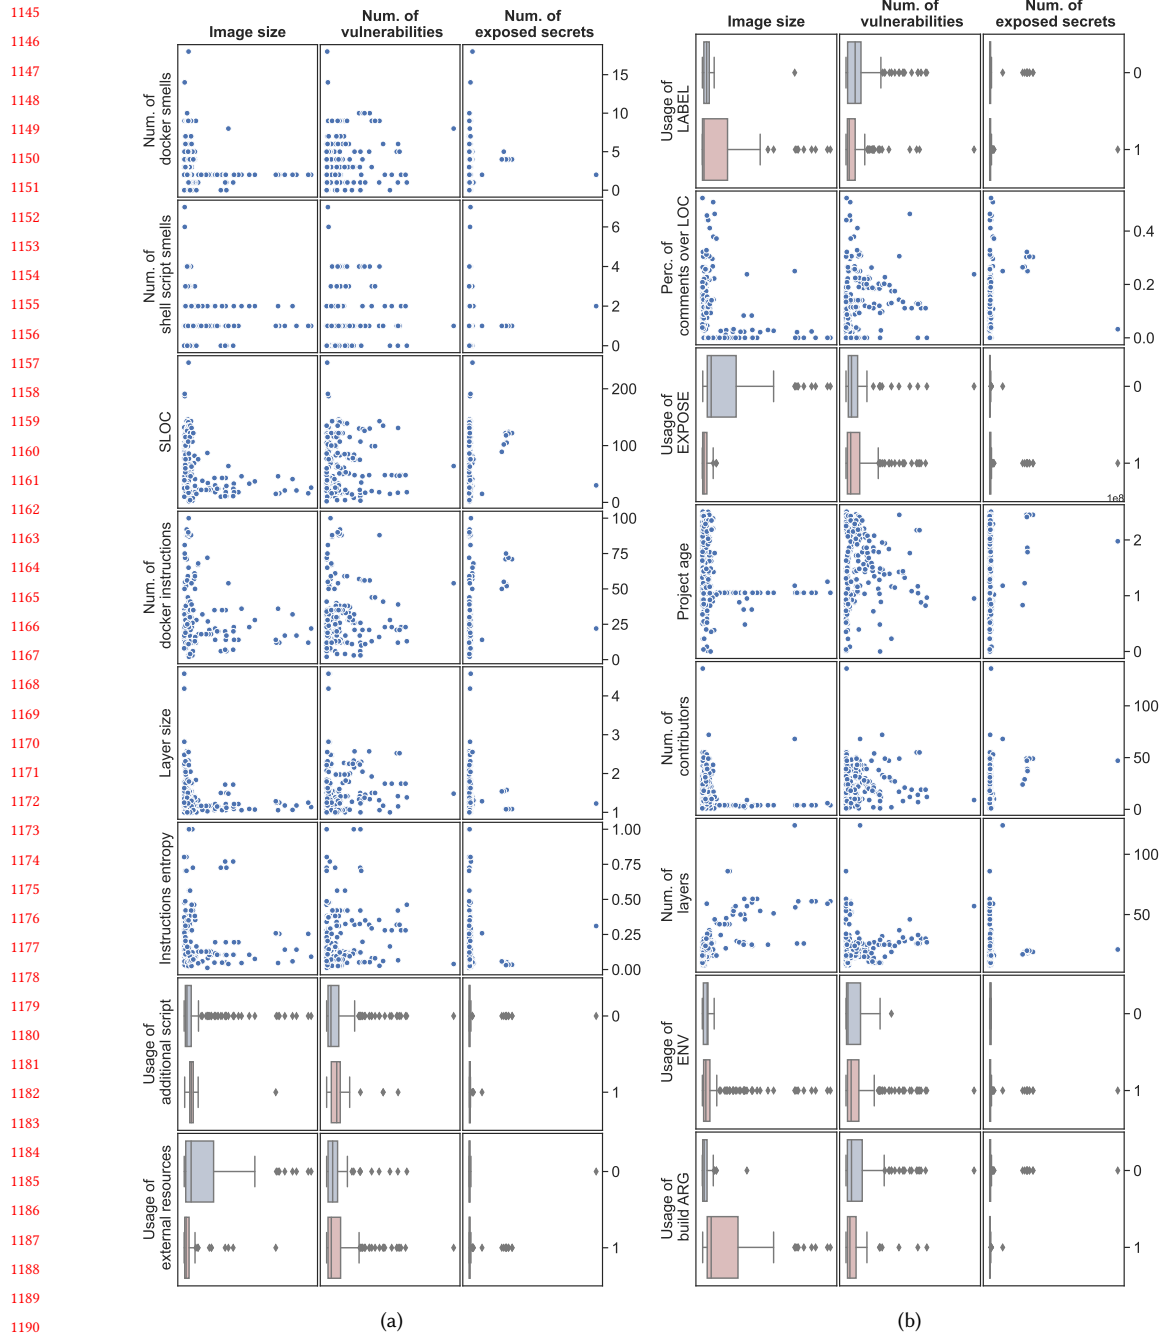 1145
1146
1147
1148
1149
1150
1151
1152
1153
1154
1155
1156
1157
1158
1159
1160
1161
1162
1163
1164
1165
1166
1167
1168
1169
1170
1171
1172
1173
1174
1175
1176
1177
1178
1179
1180
1181
1182
1183
1184
1185
1186
1187
1188
1189
1190
Image size
Num. of
vulnerabilities
Num. of
exposed secrets
Num. of
docker smells
15
10
5
0
Num. of
shell script smells
6
4
2
0
SLOC
200
100
0
Num. of
docker instructions
100
75
50
25
0
Layer size
4
3
2
1
Instructions entropy
1.00
0.75
0.50
0.25
0.00
Usage of
additional script
0
1
Usage of
external resources
0
1
(a)
Image size
Num. of
vulnerabilities
Num. of
exposed secrets
Usage of
LABEL
0
1
Perc. of
comments over LOC
0.4
0.2
0.0
Usage of
EXPOSE
0
1
1e8
Project age
2
1
0
Num. of
contributors
100
50
0
Num. of
layers
100
50
Usage of
ENV
0
1
Usage of
build ARG
0
1
(b)